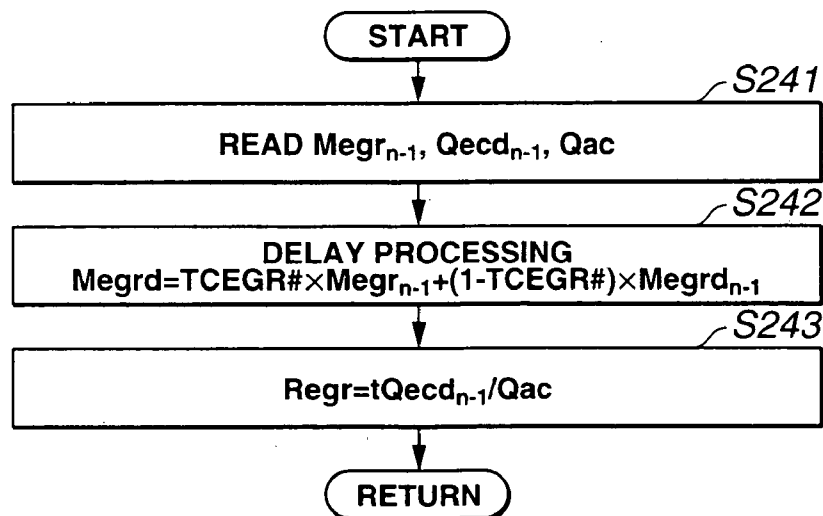 START
S241
READ Megrₙ₋₁, Qecdₙ₋₁, Qac
S242
DELAY PROCESSING
Megrd=TCEGR#×Megrₙ₋₁+(1-TCEGR#)×Megrdₙ₋₁
S243
Regr=tQecdₙ₋₁/Qac
RETURN